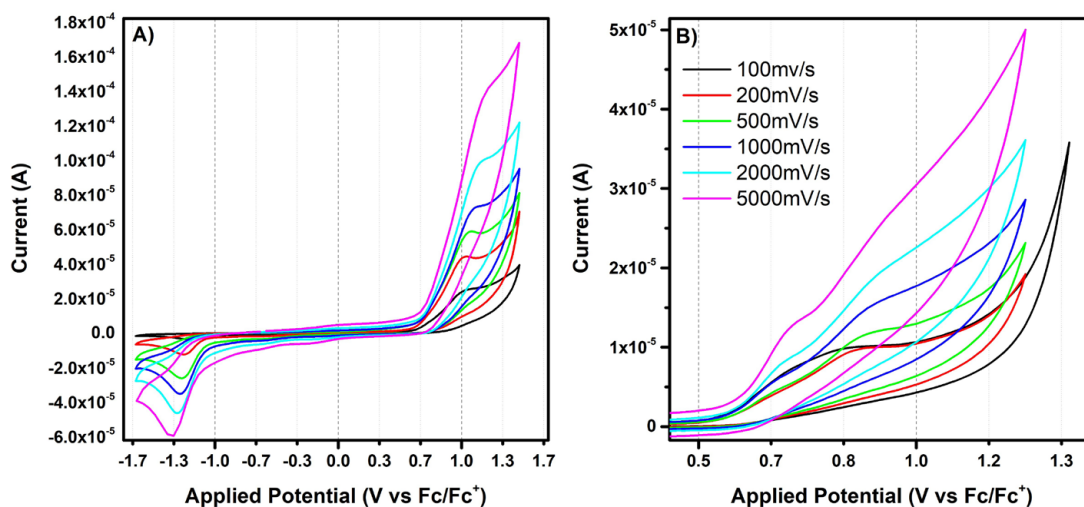 A)
1.8x10⁻⁴
1.6x10⁻⁴
1.4x10⁻⁴
1.2x10⁻⁴
1.0x10⁻⁴
8.0x10⁻⁵
6.0x10⁻⁵
4.0x10⁻⁵
2.0x10⁻⁵
0.0
-2.0x10⁻⁵
-4.0x10⁻⁵
-6.0x10⁻⁵
Current (A)
-1.7 -1.3 -1.0 -0.7 -0.3 0.0 0.3 0.7 1.0 1.3 1.7
Applied Potential (V vs Fc/Fc⁺)
B)
100mv/s
200mV/s
500mV/s
1000mV/s
2000mV/s
5000mV/s
5x10⁻⁵
4x10⁻⁵
3x10⁻⁵
2x10⁻⁵
1x10⁻⁵
0
Current (A)
0.5 0.7 0.8 1.0 1.2 1.3
Applied Potential (V vs Fc/Fc⁺)